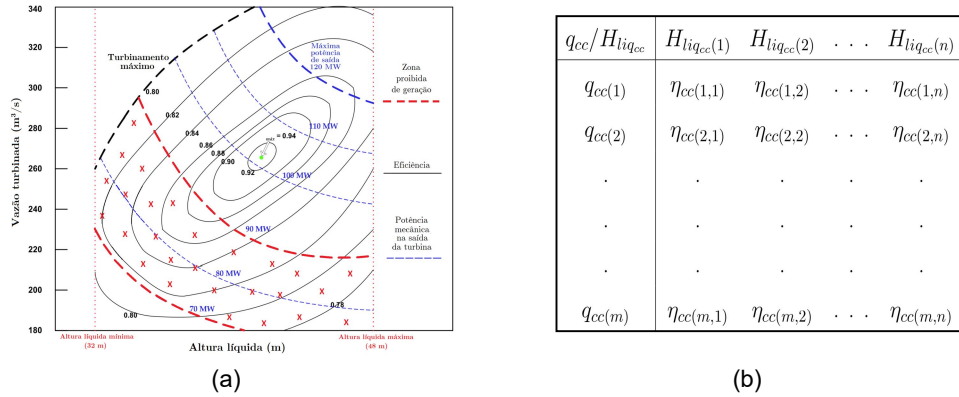 340
320
300
280
260
240
220
200
180
Vazão turbinada (m³/s)
Turbinamento
máximo
0.80
0.82
0.84
0.86
0.88
0.90
0.92
= 0.94
Máxima
potência
de saída
120 MW
110 MW
100 MW
90 MW
80 MW
70 MW
0.80
0.78
X X X X X X X X X X X X X X X X X X X X X X X X X X X
Altura líquida mínima
(32 m)
Altura líquida (m)
Altura líquida máxima
(48 m)
Zona
proibida
de geração
Eficiência
Potência
mecânica
na saída
da turbina
(a)
q_cc/H_liq_cc H_liq_cc(1) H_liq_cc(2) . . . H_liq_cc(n)
q_cc(1) η_cc(1,1) η_cc(1,2) . . . η_cc(1,n)
q_cc(2) η_cc(2,1) η_cc(2,2) . . . η_cc(2,n)
. . . . .
. . . . .
. . . . .
q_cc(m) η_cc(m,1) η_cc(m,2) . . . η_cc(m,n)
(b)